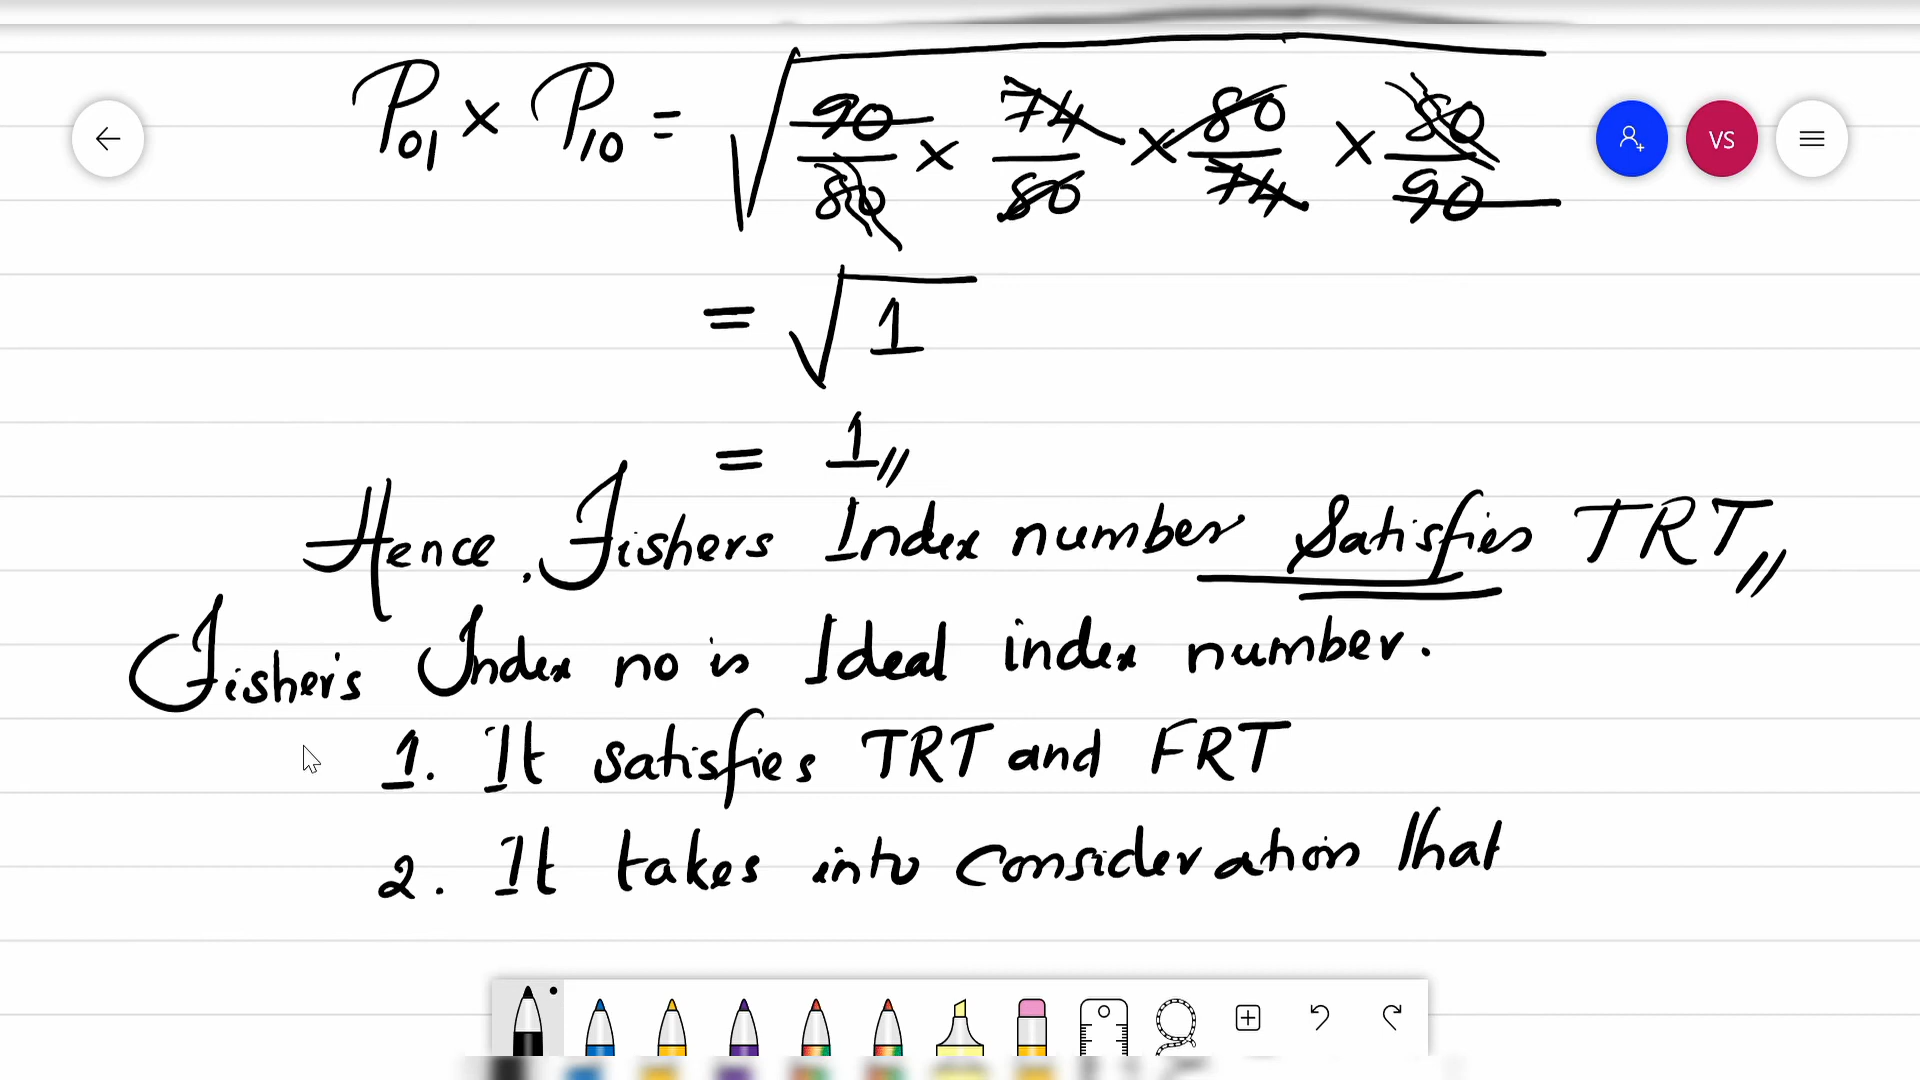 P01 × P10 = √(90/80 × 74/80 × 80/74 × 80/90)
= √1
= 1//
Hence, Fishers Index number Satisfies TRT//
Fisher's Index no is Ideal index number.
1. It satisfies TRT and FRT
2. It takes into consideration that
VS